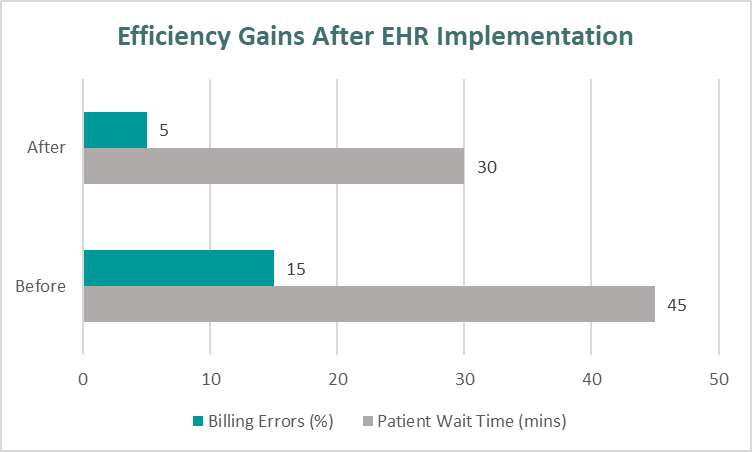 Efficiency Gains After EHR Implementation
After
5
30
Before
15
45
0 10 20 30 40 50
Billing Errors (%) Patient Wait Time (mins)